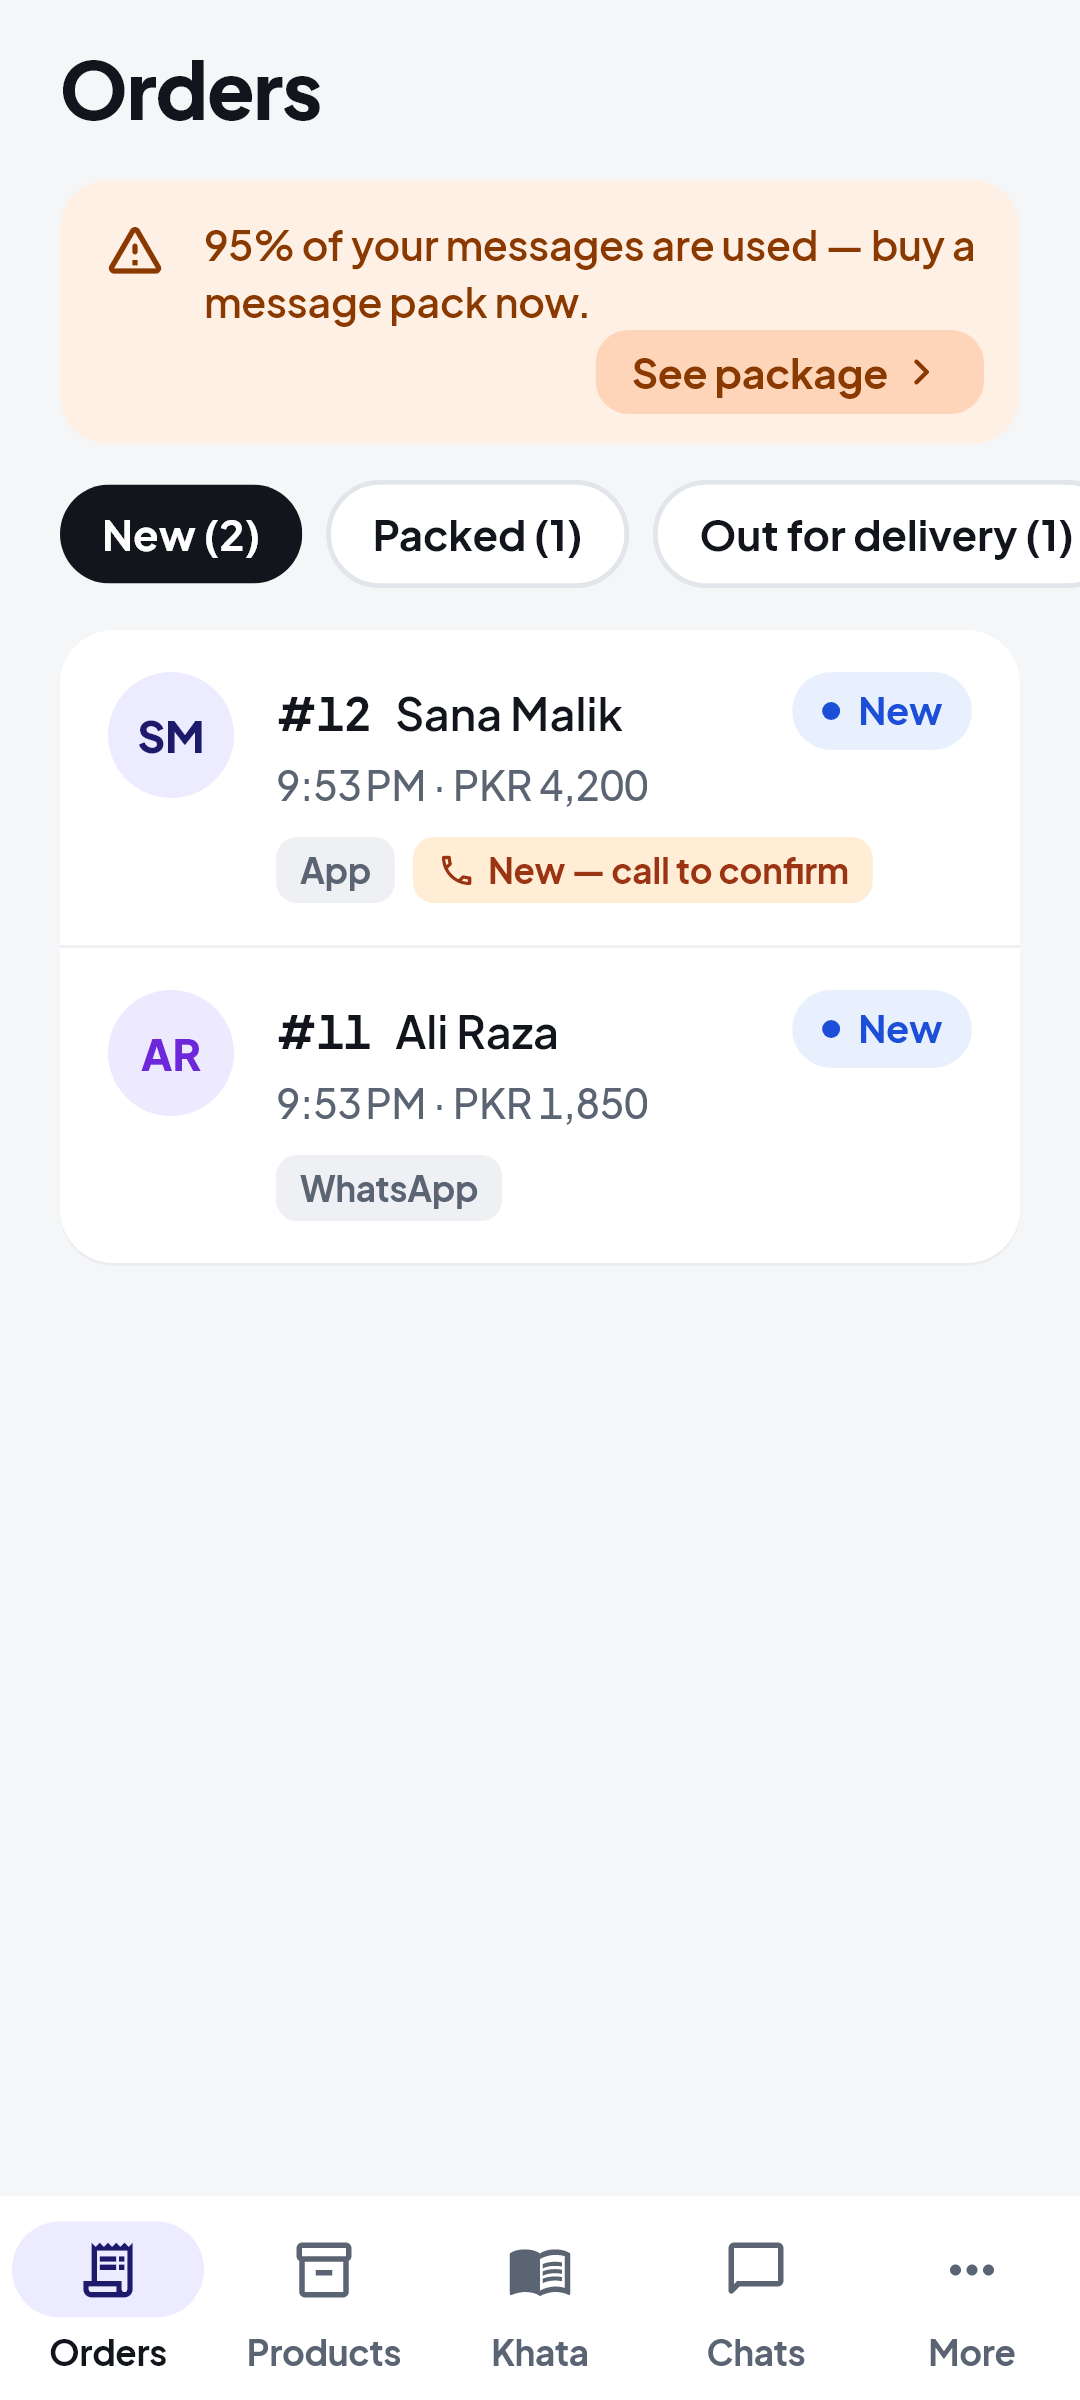 Orders
95% of your messages are used — buy a
message pack now.
See package
New (2)
Packed (1)
Out for delivery (1)
SM
#12 Sana Malik
New
9:53 PM · PKR 4,200
App
New — call to confirm
AR
#11 Ali Raza
New
9:53 PM · PKR 1,850
WhatsApp
Orders
Products
Khata
Chats
More